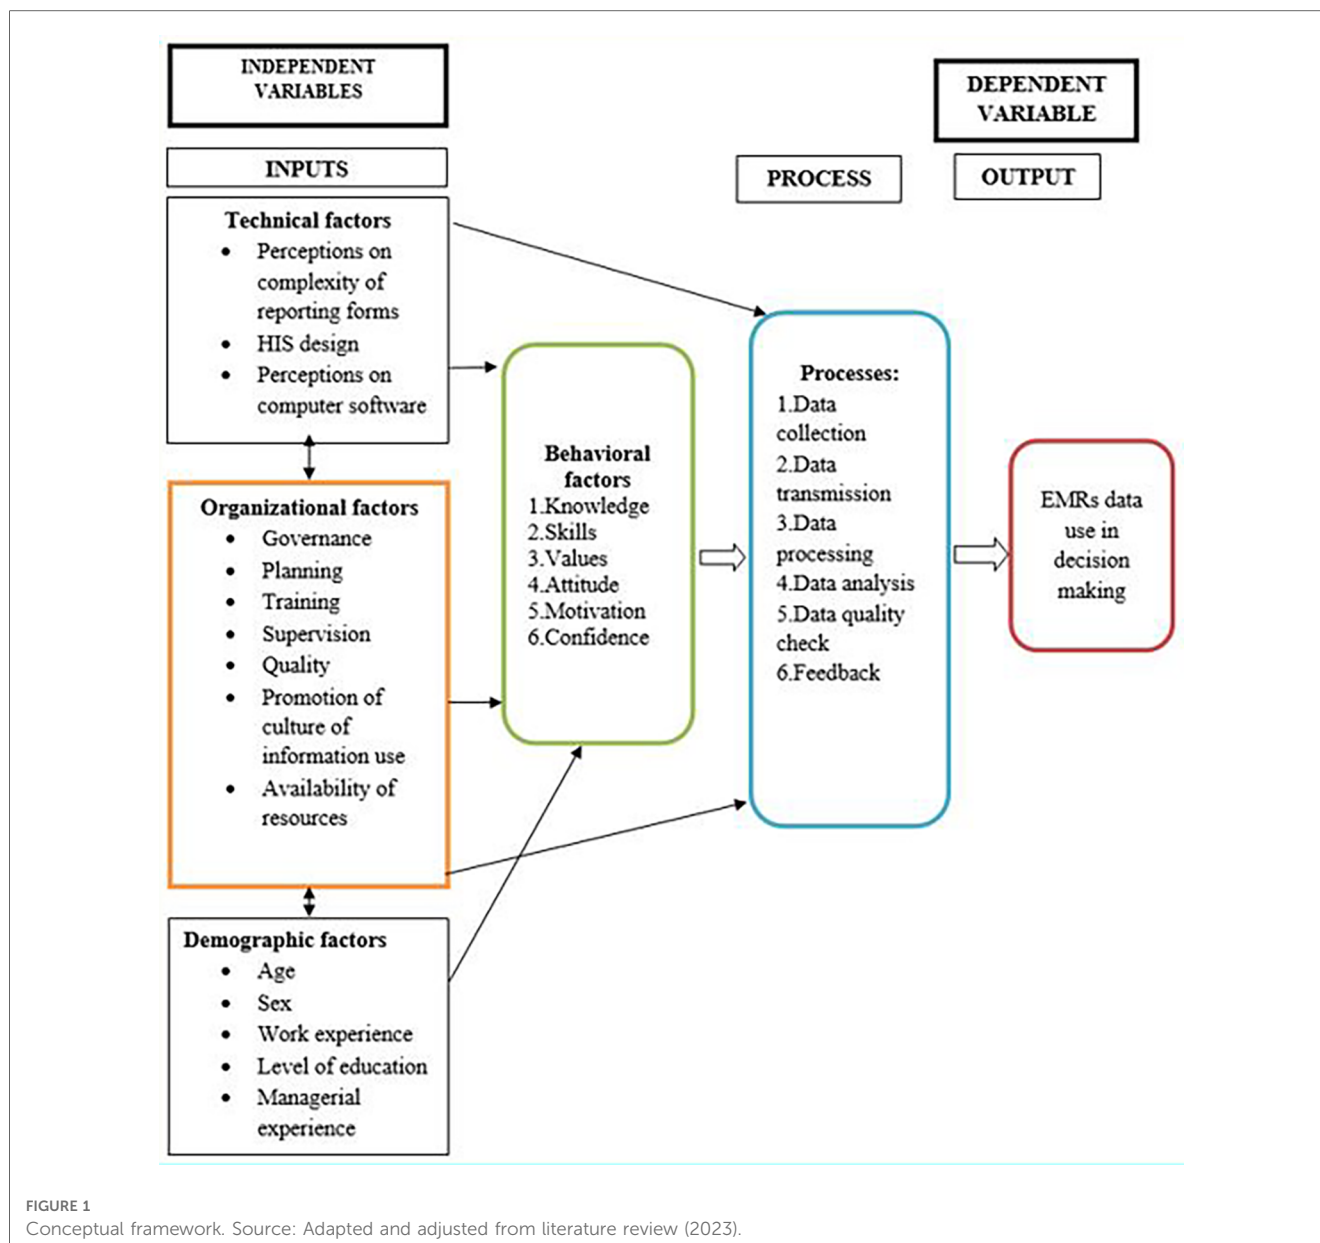 INDEPENDENT
VARIABLES
DEPENDENT
VARIABLE
INPUTS
PROCESS
OUTPUT
Technical factors
• Perceptions on
complexity of
reporting forms
• HIS design
• Perceptions on
computer software
Organizational factors
• Governance
• Planning
• Training
• Supervision
• Quality
• Promotion of
culture of
information use
• Availability of
resources
Demographic factors
• Age
• Sex
• Work experience
• Level of education
• Managerial
experience
Behavioral
factors
1.Knowledge
2.Skills
3.Values
4.Attitude
5.Motivation
6.Confidence
Processes:
1.Data
collection
2.Data
transmission
3.Data
processing
4.Data analysis
5.Data quality
check
6.Feedback
EMRs data
use in
decision
making
FIGURE 1
Conceptual framework. Source: Adapted and adjusted from literature review (2023).